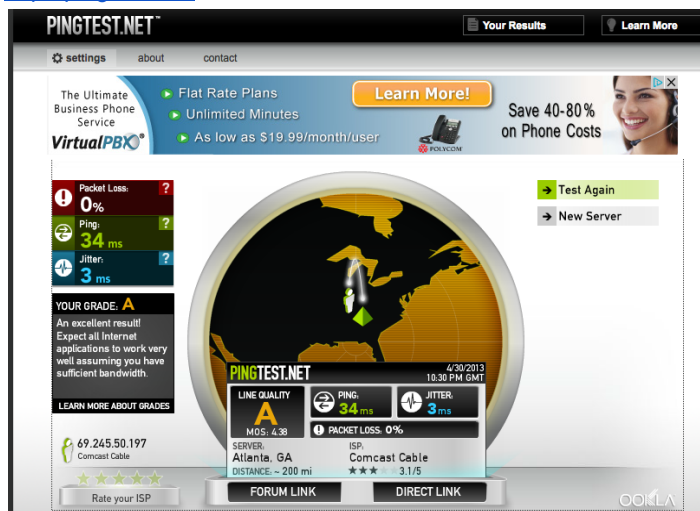 PINGTEST.NET™
Your Results
Learn More
settings
about
contact
The Ultimate
Business Phone
Service
VirtualPBX®
Flat Rate Plans
Unlimited Minutes
As low as $19.99/month/user
Learn More!
POLYCOM
Save 40-80%
on Phone Costs
Packet Loss: ?
0%
Ping: ?
34 ms
Jitter: ?
3 ms
Test Again
New Server
YOUR GRADE: A
An excellent result!
Expect all Internet
applications to work very
well assuming you have
sufficient bandwidth.
LEARN MORE ABOUT GRADES
69.245.50.197
Comcast Cable
Rate your ISP
PINGTEST.NET
4/30/2013
10:30 PM GMT
LINE QUALITY
A
MOS: 4.38
PING:
34 ms
JITTER:
3 ms
PACKET LOSS: 0%
SERVER:
Atlanta, GA
DISTANCE: ~ 200 mi
ISP:
Comcast Cable
3.1/5
FORUM LINK
DIRECT LINK
OOKLA